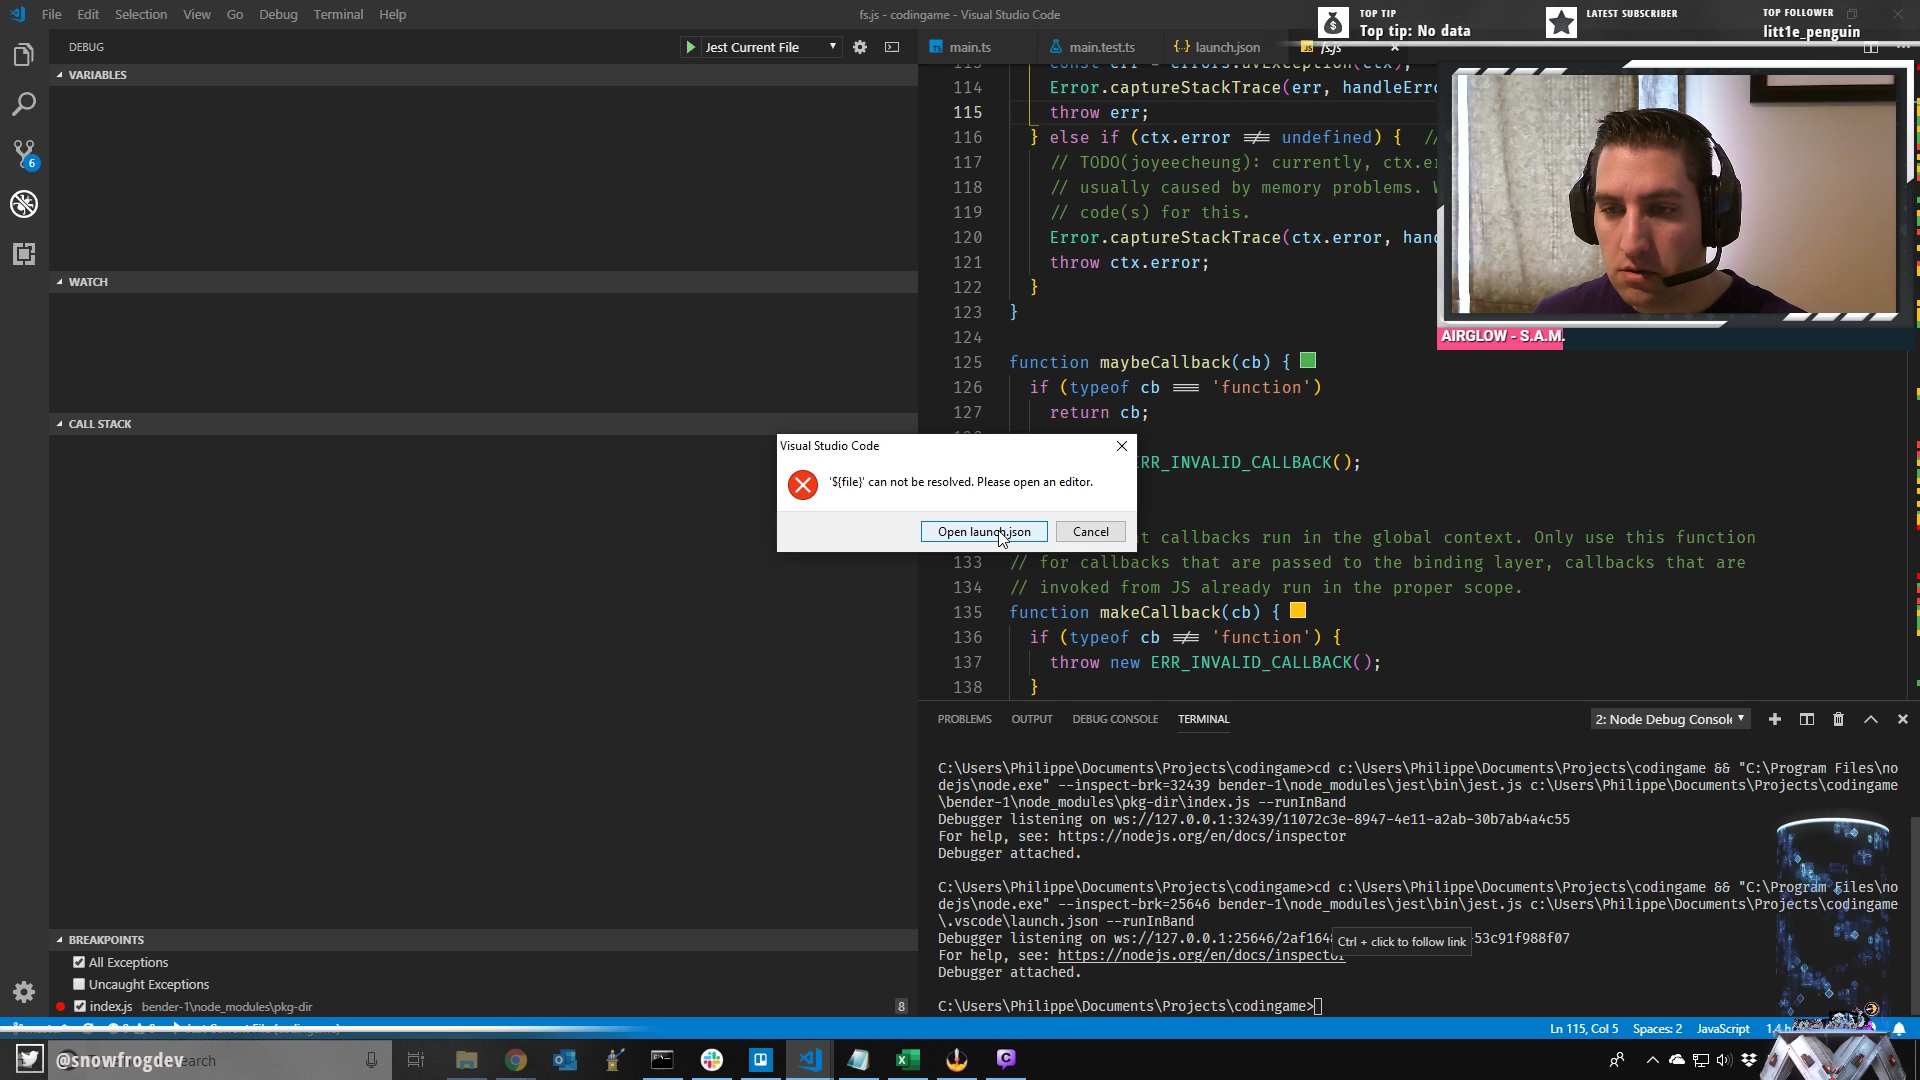 File Edit Selection View Go Debug Terminal Help
fs.js - codingame - Visual Studio Code
TOP TIP
Top tip: No data
LATEST SUBSCRIBER
TOP FOLLOWER
litt1e_penguin
DEBUG
Jest Current File
main.ts
main.test.ts
launch.json
fs.js
VARIABLES
WATCH
CALL STACK
114 Error.captureStackTrace(err, handleErr
115 throw err;
116 } else if (ctx.error !== undefined) { //
117 // TODO(joyeecheung): currently, ctx.er
118 // usually caused by memory problems. W
119 // code(s) for this.
120 Error.captureStackTrace(ctx.error, han
121 throw ctx.error;
122 }
123 }
124
125 function maybeCallback(cb) {
126 if (typeof cb === 'function')
127 return cb;
RR_INVALID_CALLBACK();
t callbacks run in the global context. Only use this function
133 // for callbacks that are passed to the binding layer, callbacks that are
134 // invoked from JS already run in the proper scope.
135 function makeCallback(cb) {
136 if (typeof cb !== 'function') {
137 throw new ERR_INVALID_CALLBACK();
138 }
AIRGLOW - S.A.M.
Visual Studio Code
'${file}' can not be resolved. Please open an editor.
Open launch.json
Cancel
PROBLEMS OUTPUT DEBUG CONSOLE TERMINAL
2: Node Debug Console
C:\Users\Philippe\Documents\Projects\codingame>cd c:\Users\Philippe\Documents\Projects\codingame && "C:\Program Files\no
dejs\node.exe" --inspect-brk=32439 bender-1\node_modules\jest\bin\jest.js c:\Users\Philippe\Documents\Projects\codingame
\bender-1\node_modules\pkg-dir\index.js --runInBand
Debugger listening on ws://127.0.0.1:32439/11072c3e-8947-4e11-a2ab-30b7ab4a4c55
For help, see: https://nodejs.org/en/docs/inspector
Debugger attached.
C:\Users\Philippe\Documents\Projects\codingame>cd c:\Users\Philippe\Documents\Projects\codingame && "C:\Program Files\no
dejs\node.exe" --inspect-brk=25646 bender-1\node_modules\jest\bin\jest.js c:\Users\Philippe\Documents\Projects\codingame
\.vscode\launch.json --runInBand
Debugger listening on ws://127.0.0.1:25646/2af164 -53c91f988f07
Ctrl + click to follow link
For help, see: https://nodejs.org/en/docs/inspector
Debugger attached.
C:\Users\Philippe\Documents\Projects\codingame>
BREAKPOINTS
All Exceptions
Uncaught Exceptions
index.js bender-1\node_modules\pkg-dir 8
6
Ln 115, Col 5 Spaces: 2 JavaScript
@snowfrogdev